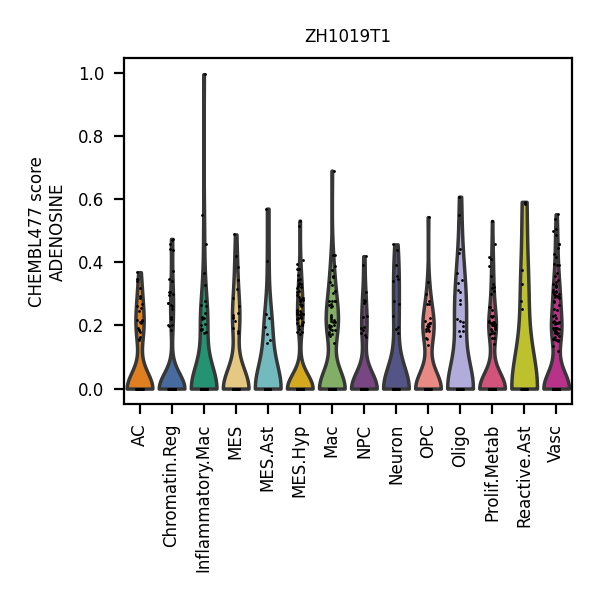 ZH1019T1
CHEMBL477 score
ADENOSINE
1.0
0.8
0.6
0.4
0.2
0.0
AC
Chromatin.Reg
Inflammatory.Mac
MES
MES.Ast
MES.Hyp
Mac
NPC
Neuron
OPC
Oligo
Prolif.Metab
Reactive.Ast
Vasc